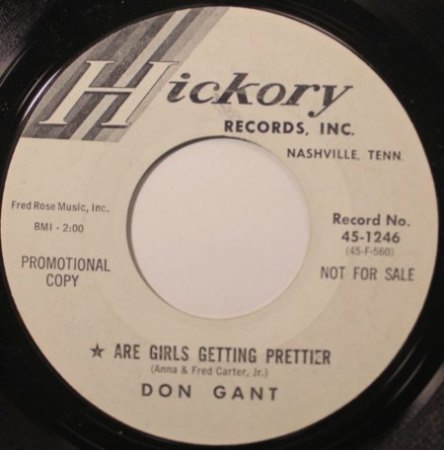 Hickory
RECORDS, INC.
NASHVILLE, TENN.
Fred Rose Music, Inc.
BMI - 2:00
PROMOTIONAL
COPY
Record No.
45-1246
(45-F-560)
NOT FOR SALE
★ ARE GIRLS GETTING PRETTIER
(Anna & Fred Carter, Jr.)
DON GANT